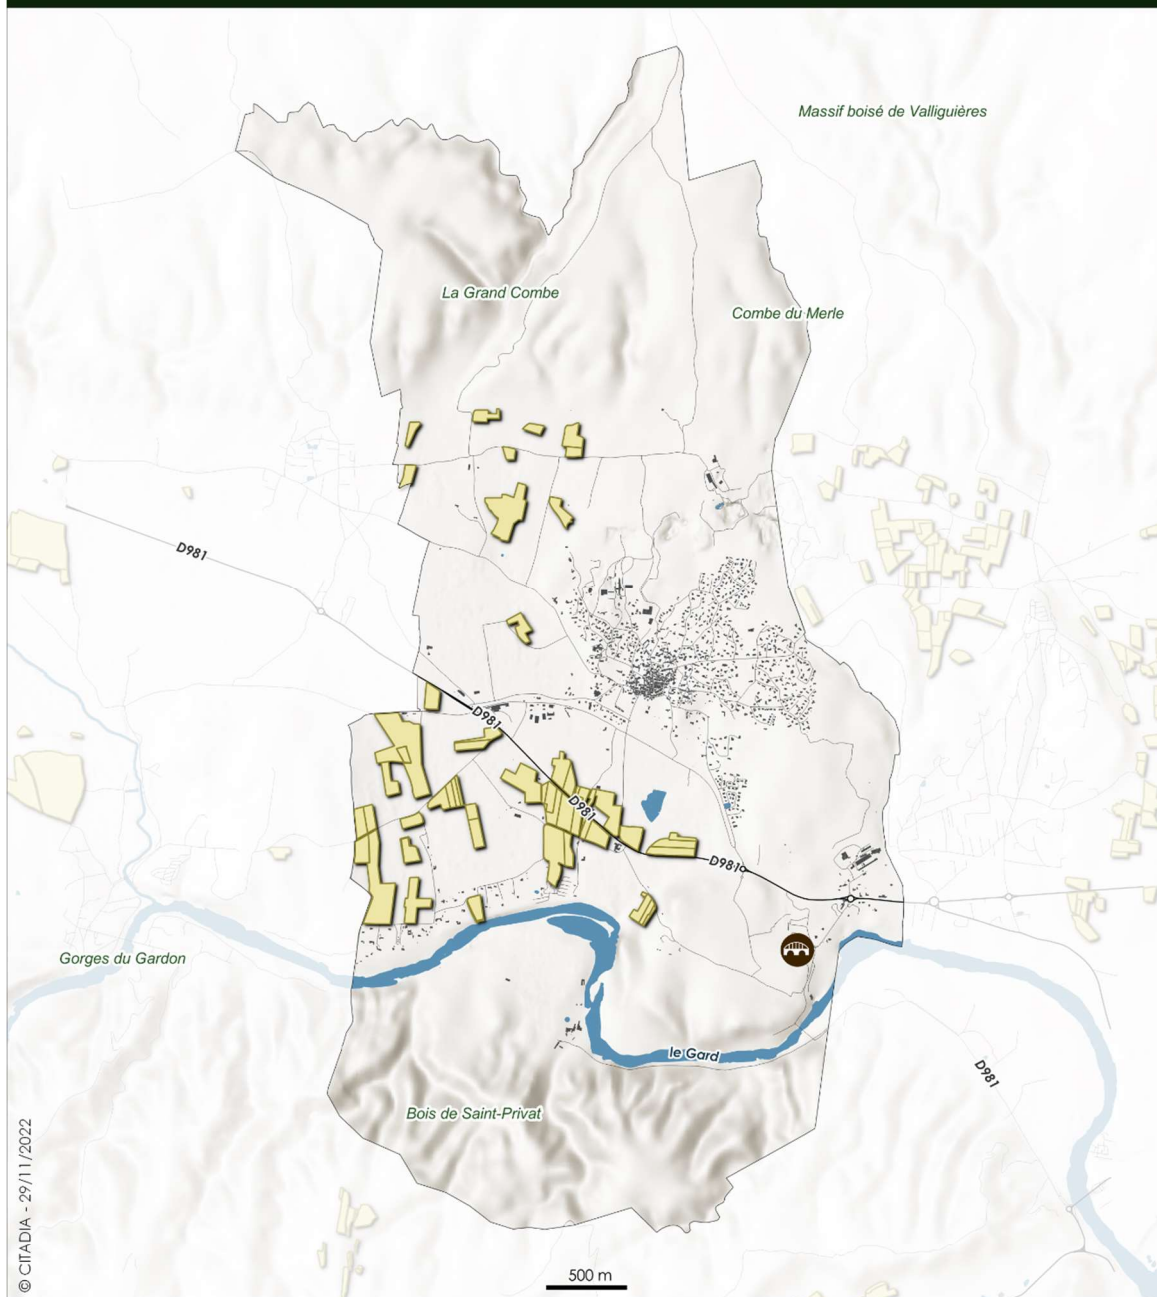 Massif boisé de Valliguières
La Grand Combe
Combe du Merle
D981
D981
D981
D981
Gorges du Gardon
le Gard
D981
Bois de Saint-Privat
500 m
© CITADIA - 29/11/2022